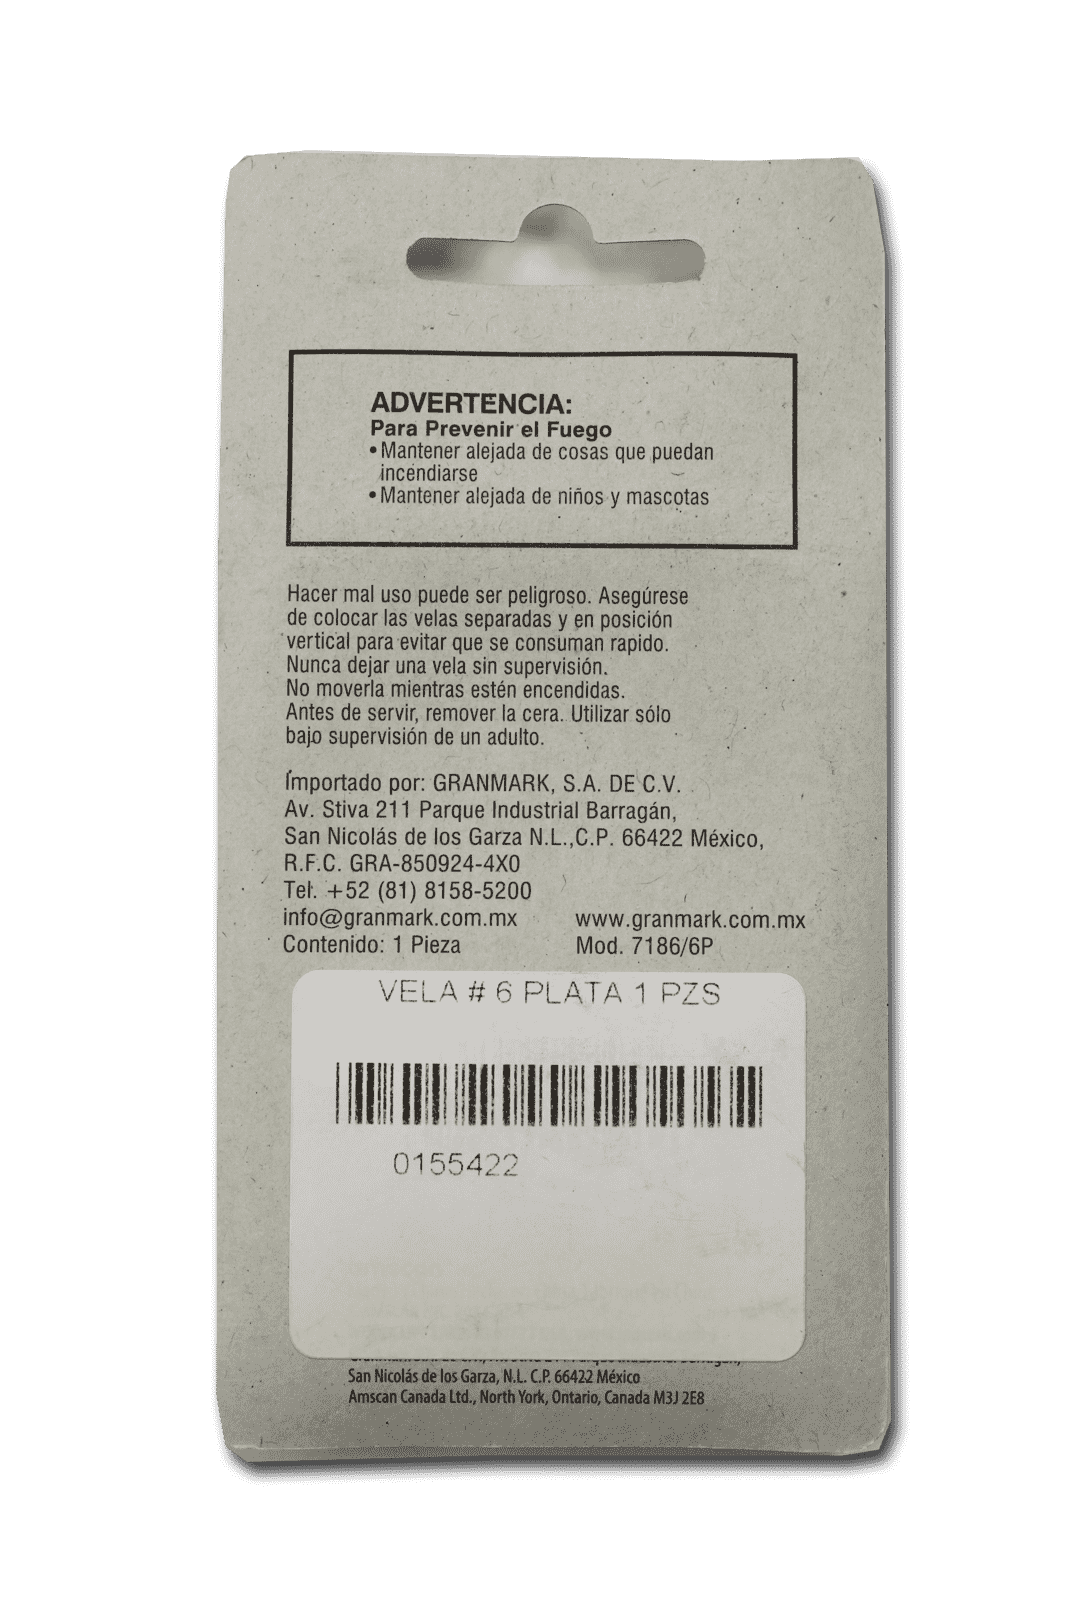 ADVERTENCIA:
Para Prevenir el Fuego
•Mantener alejada de cosas que puedan
incendiarse
•Mantener alejada de niños y mascotas
Hacer mal uso puede ser peligroso. Asegúrese
de colocar las velas separadas y en posición
vertical para evitar que se consuman rapido.
Nunca dejar una vela sin supervisión.
No moverla mientras estén encendidas.
Antes de servir, remover la cera. Utilizar sólo
bajo supervisión de un adulto.
Importado por: GRANMARK, S.A. DE C.V.
Av. Stiva 211 Parque Industrial Barragán,
San Nicolás de los Garza N.L.,C.P. 66422 México,
R.F.C. GRA-850924-4X0
Tel. +52 (81) 8158-5200
info@granmark.com.mx www.granmark.com.mx
Contenido: 1 Pieza Mod. 7186/6P
VELA # 6 PLATA 1 PZS
0155422
San Nicolás de los Garza, N.L. C.P. 66422 México
Amscan Canada Ltd., North York, Ontario, Canada M3J 2E8